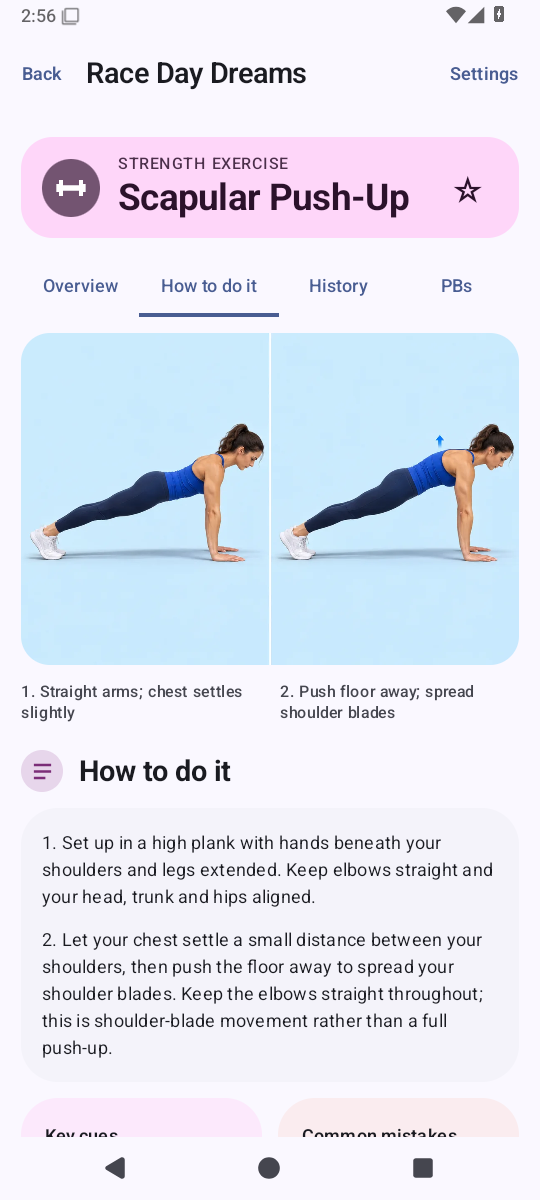 2:56
Back
Race Day Dreams
Settings
STRENGTH EXERCISE
Scapular Push-Up
Overview
How to do it
History
PBs
1. Straight arms; chest settles
slightly
2. Push floor away; spread
shoulder blades
How to do it
1. Set up in a high plank with hands beneath your
shoulders and legs extended. Keep elbows straight and
your head, trunk and hips aligned.
2. Let your chest settle a small distance between your
shoulders, then push the floor away to spread your
shoulder blades. Keep the elbows straight throughout;
this is shoulder-blade movement rather than a full
push-up.
Key cues
Common mistakes